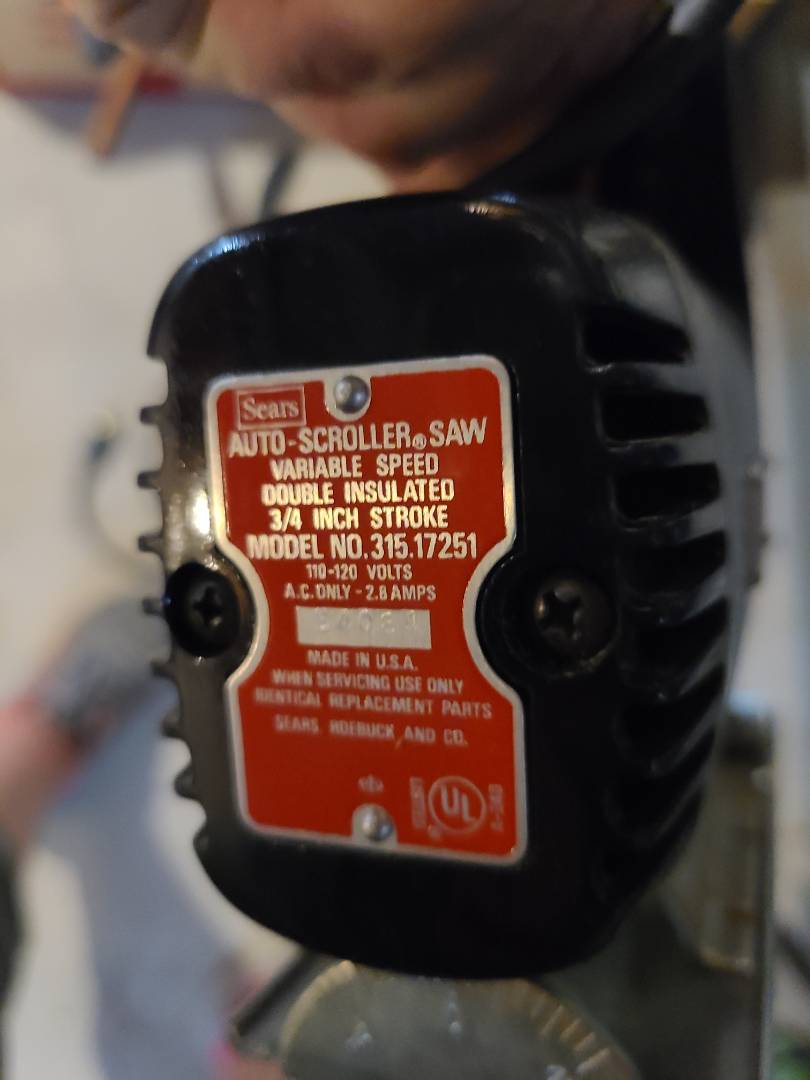 Sears
AUTO-SCROLLER® SAW
VARIABLE SPEED
DOUBLE INSULATED
3/4 INCH STROKE
MODEL NO. 315.17251
110-120 VOLTS
A.C. ONLY - 2.8 AMPS
MADE IN U.S.A.
WHEN SERVICING USE ONLY
IDENTICAL REPLACEMENT PARTS
SEARS, ROEBUCK AND CO.
UL